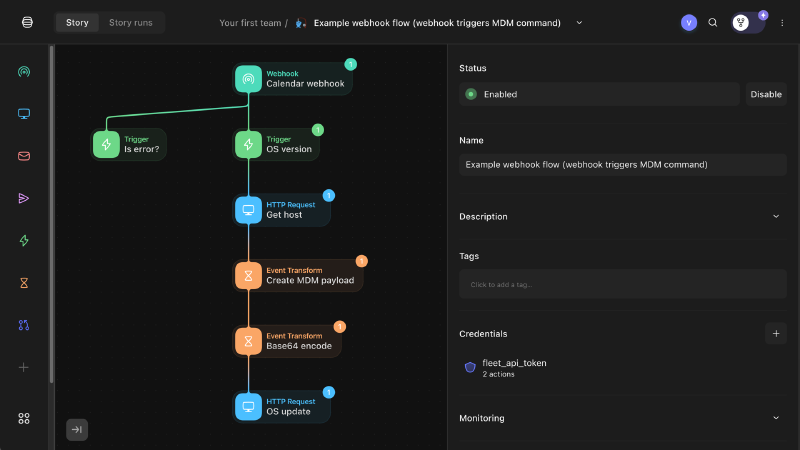 Story
Story runs
Your first team /
Example webhook flow (webhook triggers MDM command)
V
Webhook
Calendar webhook
1
Trigger
Is error?
Trigger
OS version
1
HTTP Request
Get host
1
Event Transform
Create MDM payload
1
Event Transform
Base64 encode
1
HTTP Request
OS update
1
Status
Enabled
Disable
Name
Example webhook flow (webhook triggers MDM command)
Description
Tags
Click to add a tag...
Credentials
fleet_api_token
2 actions
Monitoring